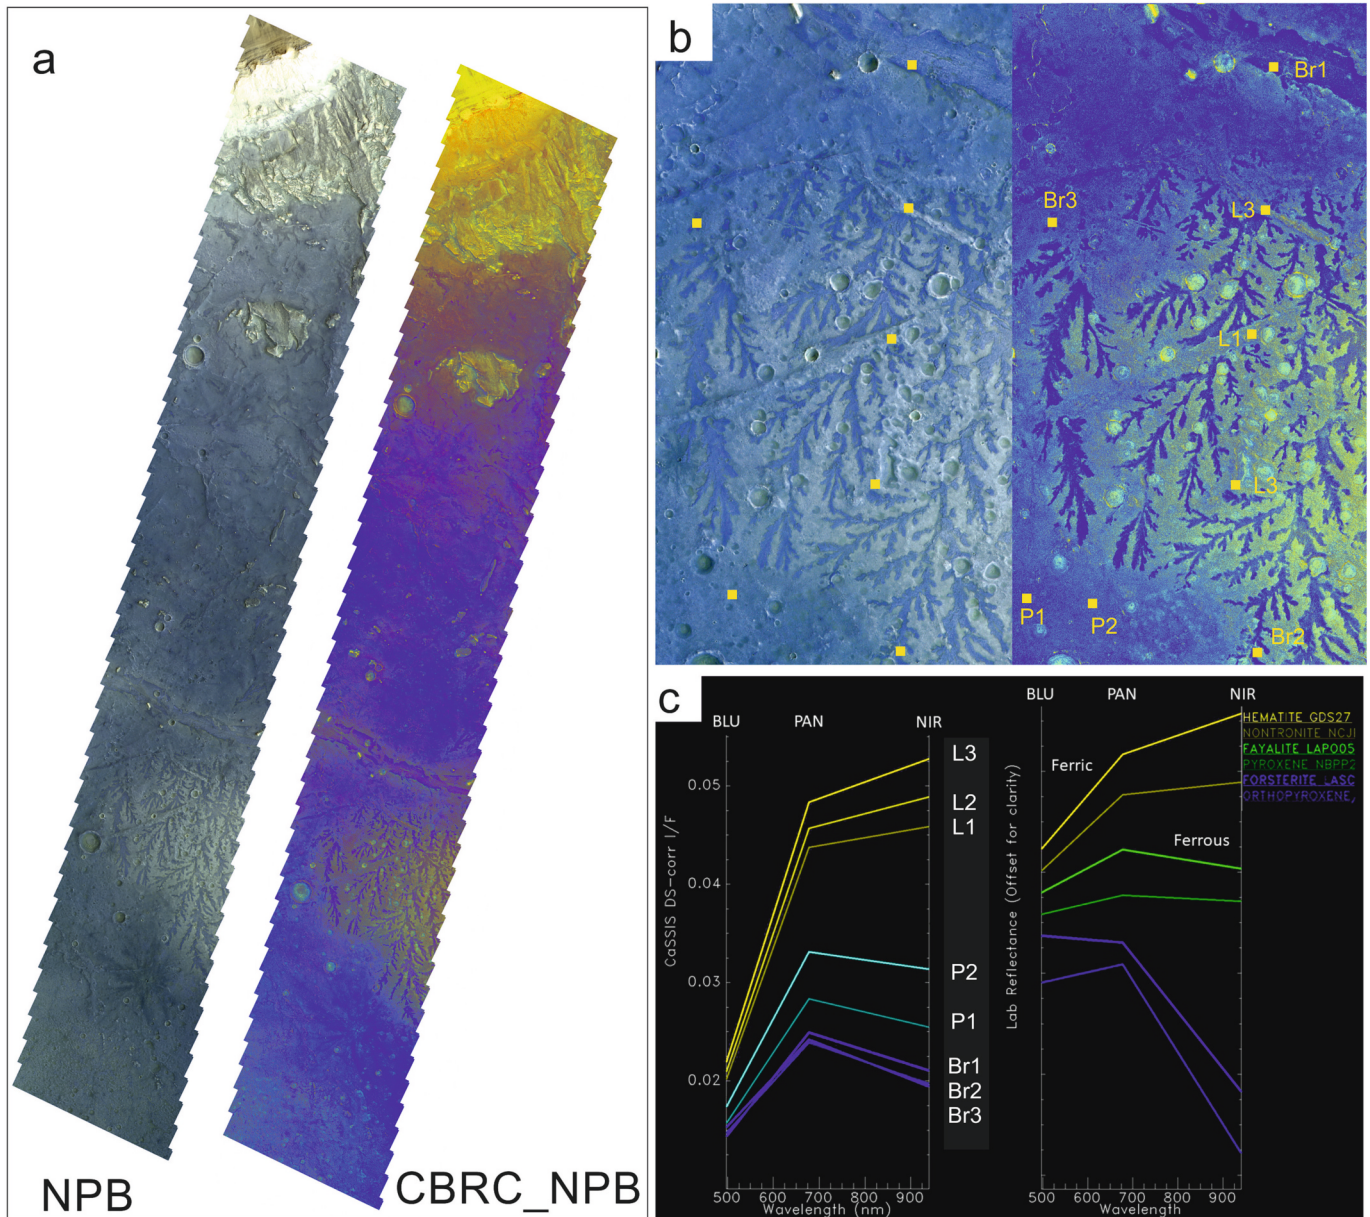 a
NPB
CBRC_NPB
b
Br1
Br3
L3
L1
L3
P1
P2
Br2
c
BLU PAN NIR
L3
L2
L1
P2
P1
Br1
Br2
Br3
0.05
0.04
0.03
0.02
CaSSIS DS-corr I/F
500 600 700 800 900
Wavelength (nm)
BLU PAN NIR
HEMATITE GDS27
NONTRONITE NCJI
FAYALITE LAPO05
PYROXENE NBPP2
FORSTERITE LASC
ORTHOPYROXENE,
Ferric
Ferrous
Lab Reflectance (Offset for clarity)
500 600 700 800 900
Wavelength